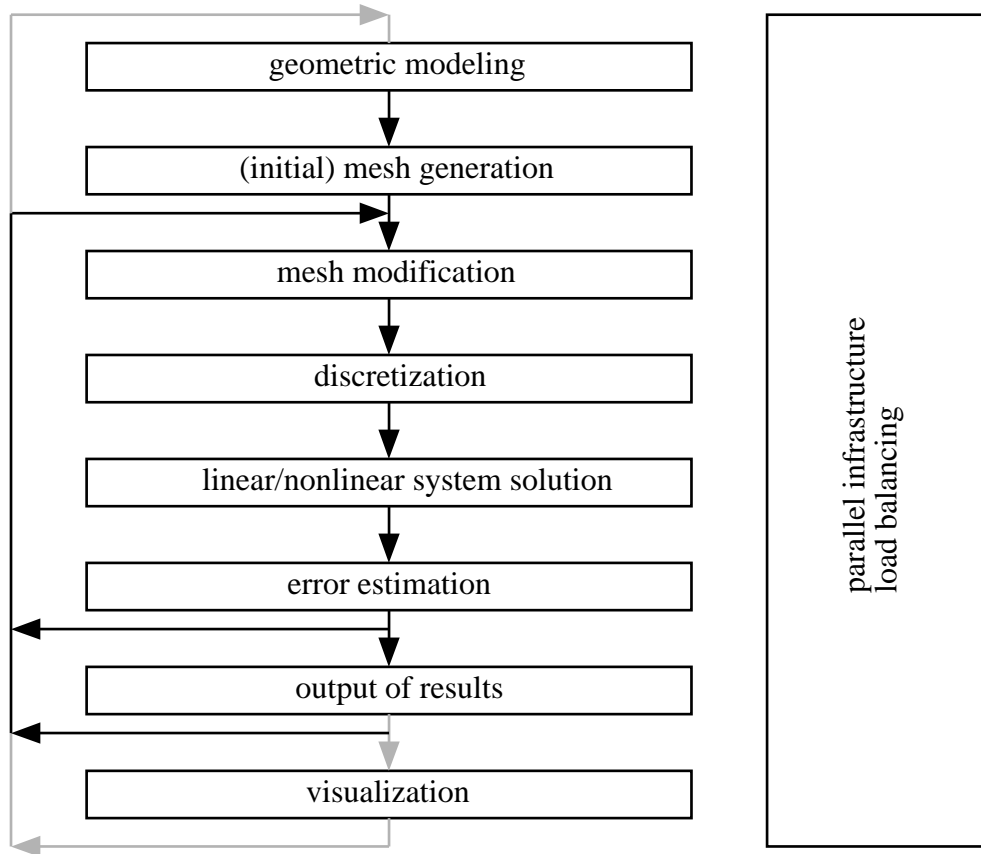 geometric modeling
(initial) mesh generation
mesh modification
discretization
linear/nonlinear system solution
error estimation
output of results
visualization
parallel infrastructure
load balancing